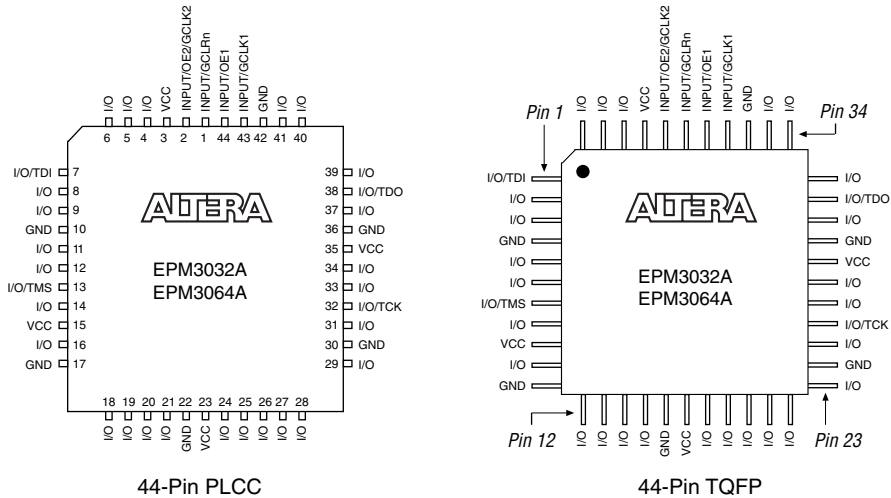 I/O
I/O
I/O
VCC
INPUT/OE2/GCLK2
INPUT/GCLRn
INPUT/OE1
INPUT/GCLK1
GND
I/O
I/O
6 5 4 3 2 1 44 43 42 41 40
I/O/TDI 7
I/O 8
I/O 9
GND 10
I/O 11
I/O 12
I/O/TMS 13
I/O 14
VCC 15
I/O 16
GND 17
ALTERA
EPM3032A
EPM3064A
39 I/O
38 I/O/TDO
37 I/O
36 GND
35 VCC
34 I/O
33 I/O
32 I/O/TCK
31 I/O
30 GND
29 I/O
18 19 20 21 22 23 24 25 26 27 28
I/O
I/O
I/O
I/O
GND
VCC
I/O
I/O
I/O
I/O
I/O
44-Pin PLCC
I/O
I/O
I/O
VCC
INPUT/OE2/GCLK2
INPUT/GCLRn
INPUT/OE1
INPUT/GCLK1
GND
I/O
I/O
Pin 1
Pin 34
I/O/TDI
I/O
I/O
GND
I/O
I/O
I/O/TMS
I/O
VCC
I/O
GND
ALTERA
EPM3032A
EPM3064A
I/O
I/O/TDO
I/O
GND
VCC
I/O
I/O
I/O/TCK
I/O
GND
I/O
Pin 12
Pin 23
I/O
I/O
I/O
I/O
GND
VCC
I/O
I/O
I/O
I/O
I/O
44-Pin TQFP